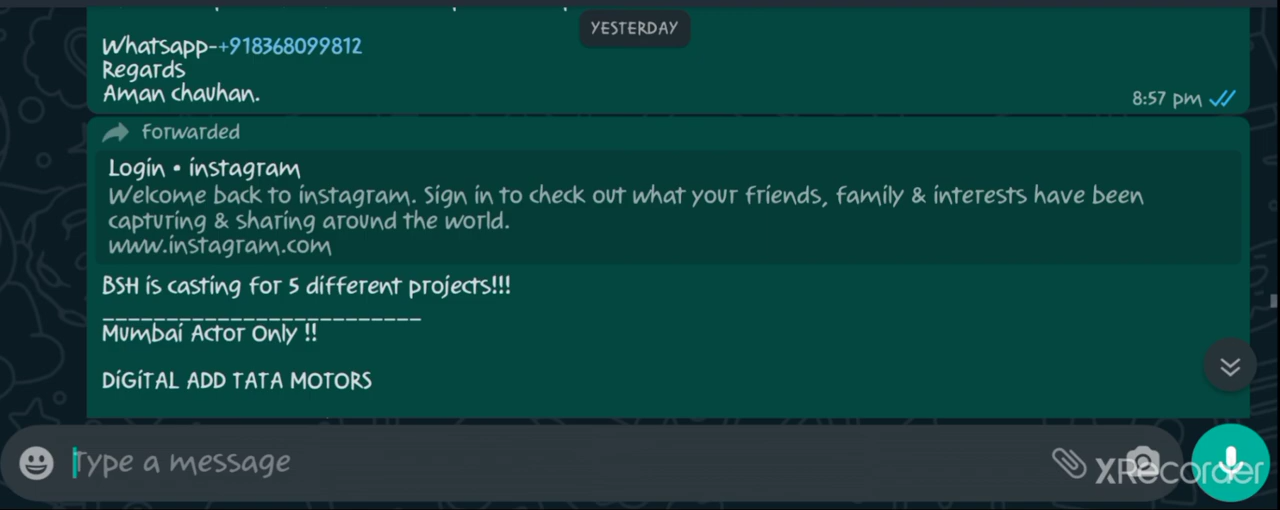 YESTERDAY
Whatsapp-+918368099812
Regards
Aman chauhan.
8:57 pm
forwarded
Login • instagram
Welcome back to instagram. Sign in to check out what your friends, family & interests have been
capturing & sharing around the world.
www.instagram.com
BSH is casting for 5 different projects!!!
_________________________
Mumbai Actor Only !!
DiGiTAL ADD TATA MOTORS
Type a message
XRecorder